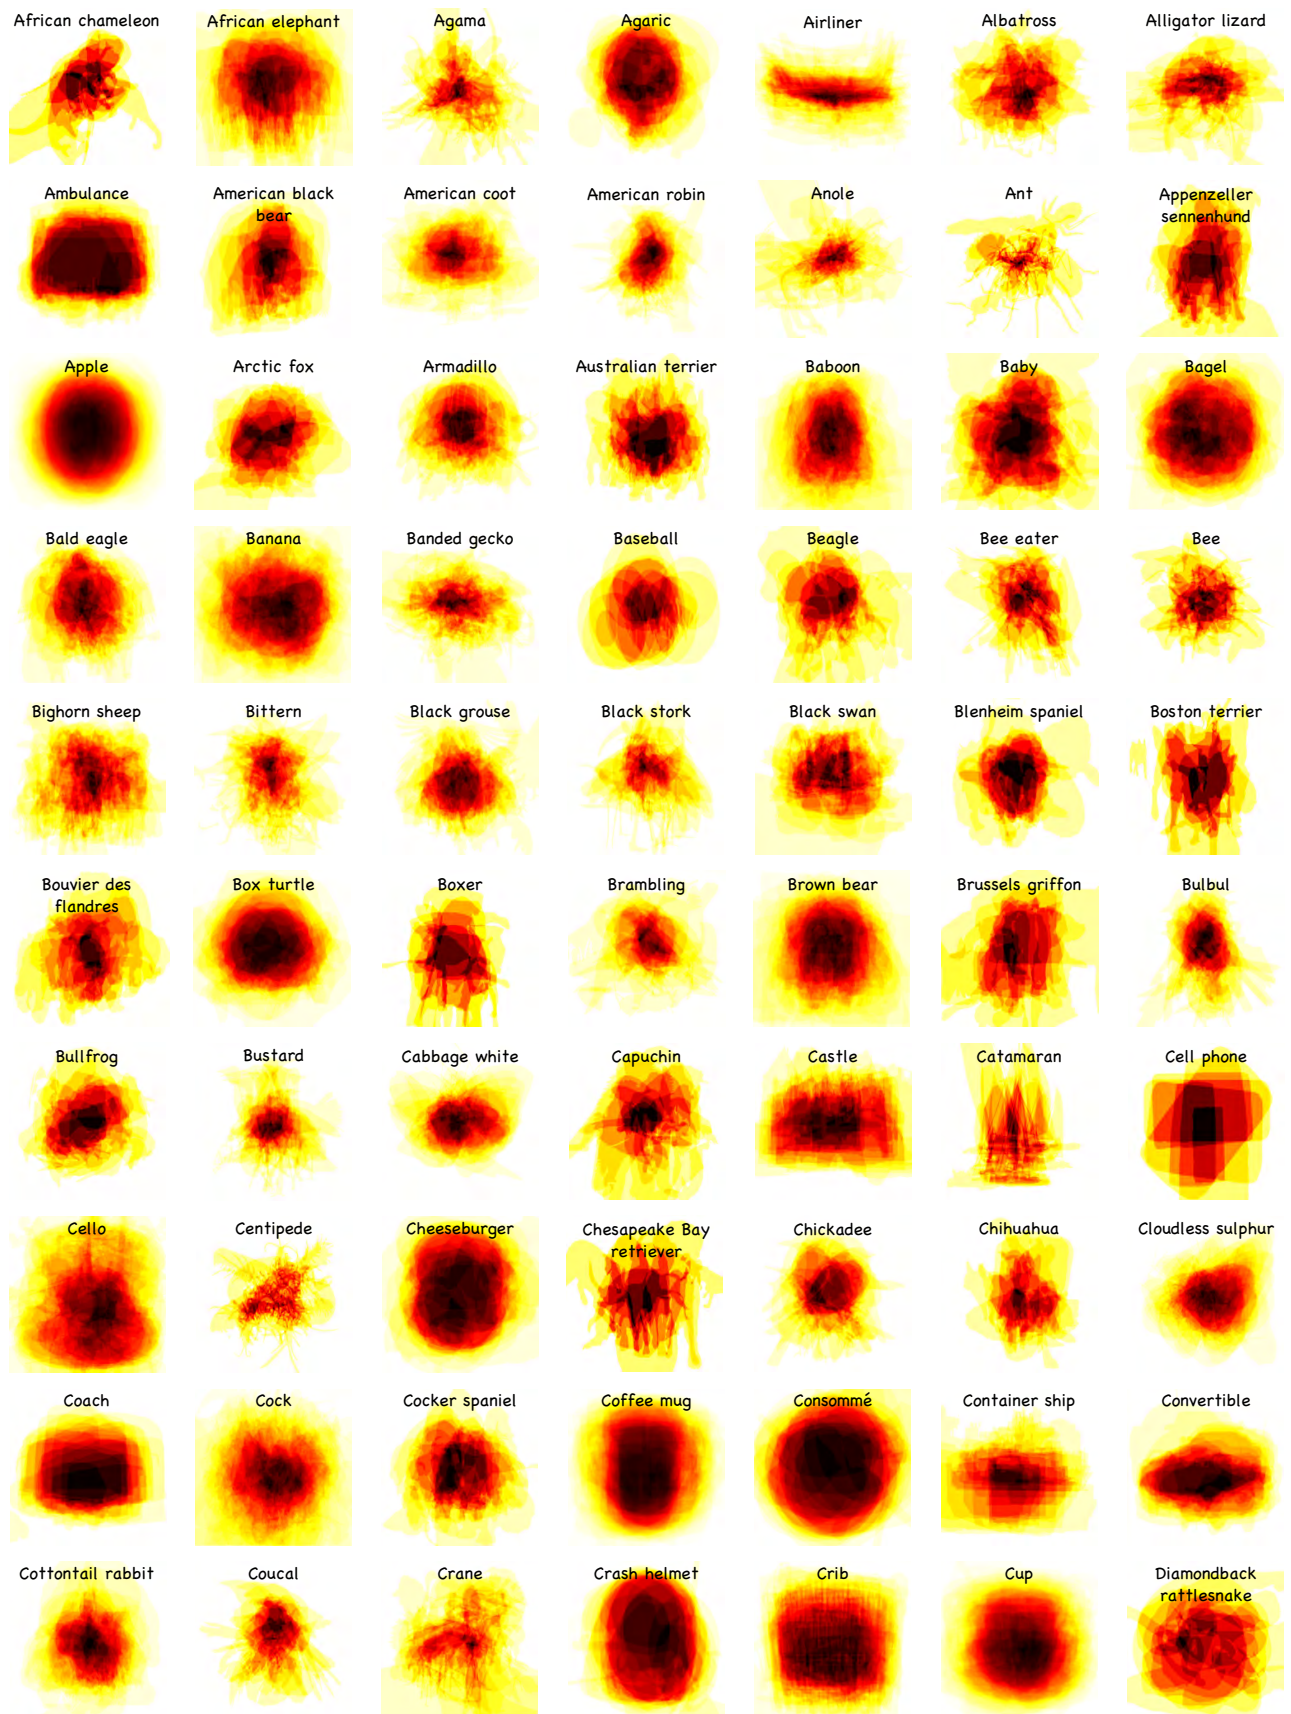 African chameleon
African elephant
Agama
Agaric
Airliner
Albatross
Alligator lizard
Ambulance
American black
bear
American coot
American robin
Anole
Ant
Appenzeller
sennenhund
Apple
Arctic fox
Armadillo
Australian terrier
Baboon
Baby
Bagel
Bald eagle
Banana
Banded gecko
Baseball
Beagle
Bee eater
Bee
Bighorn sheep
Bittern
Black grouse
Black stork
Black swan
Blenheim spaniel
Boston terrier
Bouvier des
flandres
Box turtle
Boxer
Brambling
Brown bear
Brussels griffon
Bulbul
Bullfrog
Bustard
Cabbage white
Capuchin
Castle
Catamaran
Cell phone
Cello
Centipede
Cheeseburger
Chesapeake Bay
retriever
Chickadee
Chihuahua
Cloudless sulphur
Coach
Cock
Cocker spaniel
Coffee mug
Consommé
Container ship
Convertible
Cottontail rabbit
Coucal
Crane
Crash helmet
Crib
Cup
Diamondback
rattlesnake